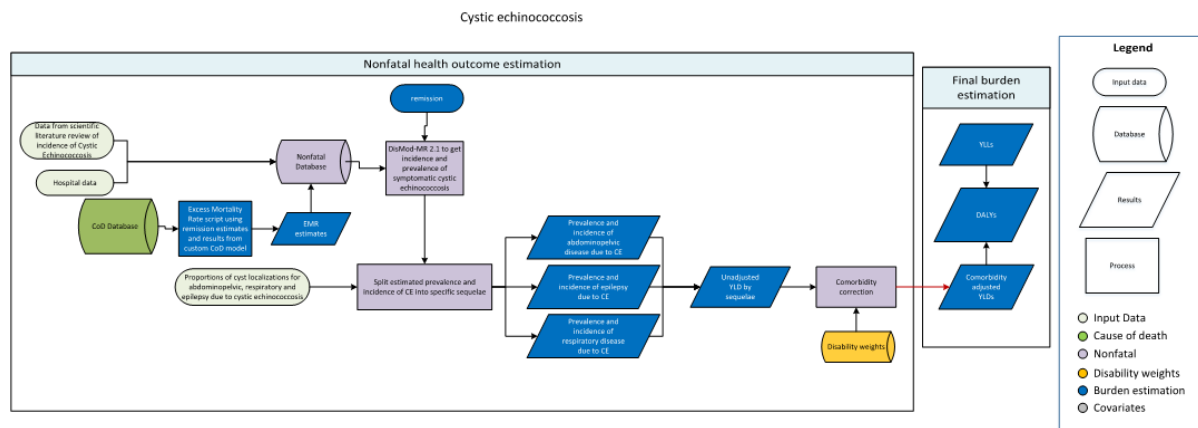 Cystic echinococcosis
Nonfatal health outcome estimation
remission
Data from scientific
literature review of
incidence of Cystic
Echinococcosis
Hospital data
Nonfatal
Database
DisMod-MR 2.1 to get
incidence and
prevalence of
symptomatic cystic
echinococcosis
CoD Database
Excess Mortality
Rate script using
remission estimates
and results from
custom CoD model
EMR
estimates
Proportions of cyst localizations for
abdominopelvic, respiratory and
epilepsy due to cystic echinococcosis
Split estimated prevalence and
incidence of CE into specific sequelae
Prevalence and
incidence of
abdominopelvic
disease due to CE
Prevalence and
incidence of epilepsy
due to CE
Prevalence and
incidence of
respiratory disease
due to CE
Unadjusted
YLD by
sequelae
Comorbidity
correction
Disability weights
Final burden
estimation
YLLs
DALYs
Comorbidity
adjusted
YLDs
Legend
Input data
Database
Results
Process
Input Data
Cause of death
Nonfatal
Disability weights
Burden estimation
Covariates